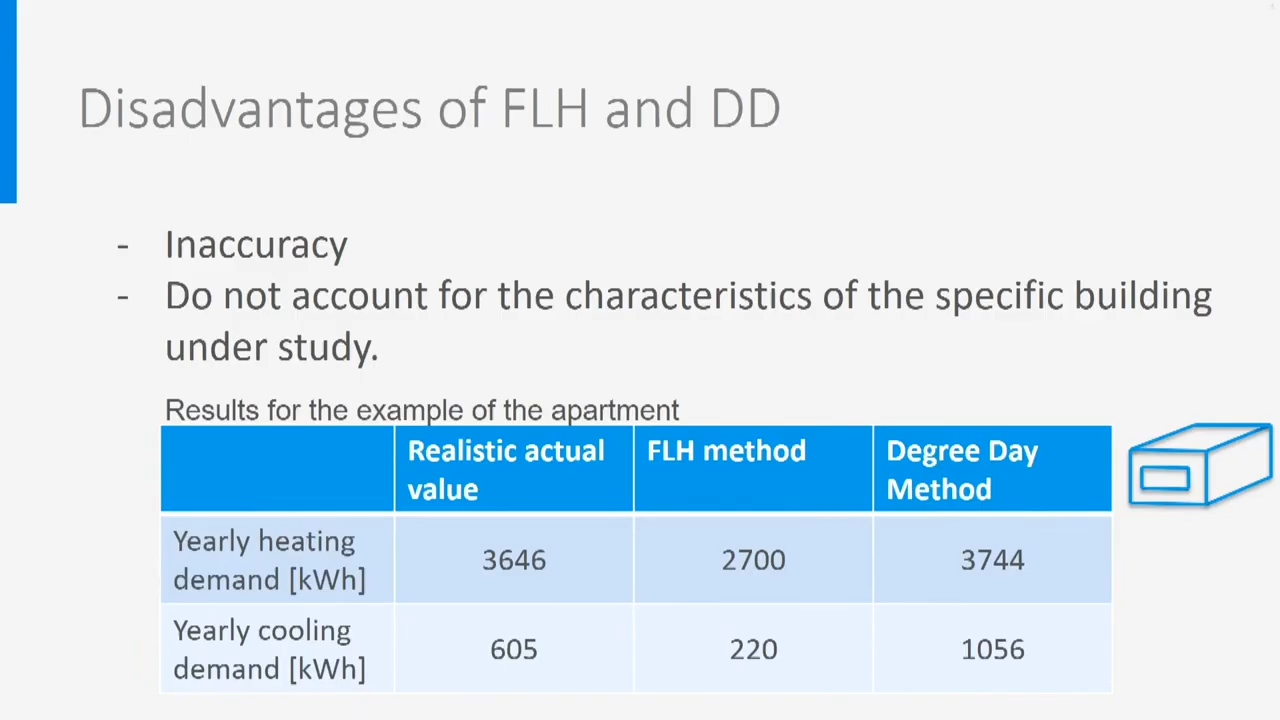 Disadvantages of FLH and DD
- Inaccuracy
- Do not account for the characteristics of the specific building
under study.
Results for the example of the apartment
Realistic actual value FLH method Degree Day Method
Yearly heating demand [kWh] 3646 2700 3744
Yearly cooling demand [kWh] 605 220 1056